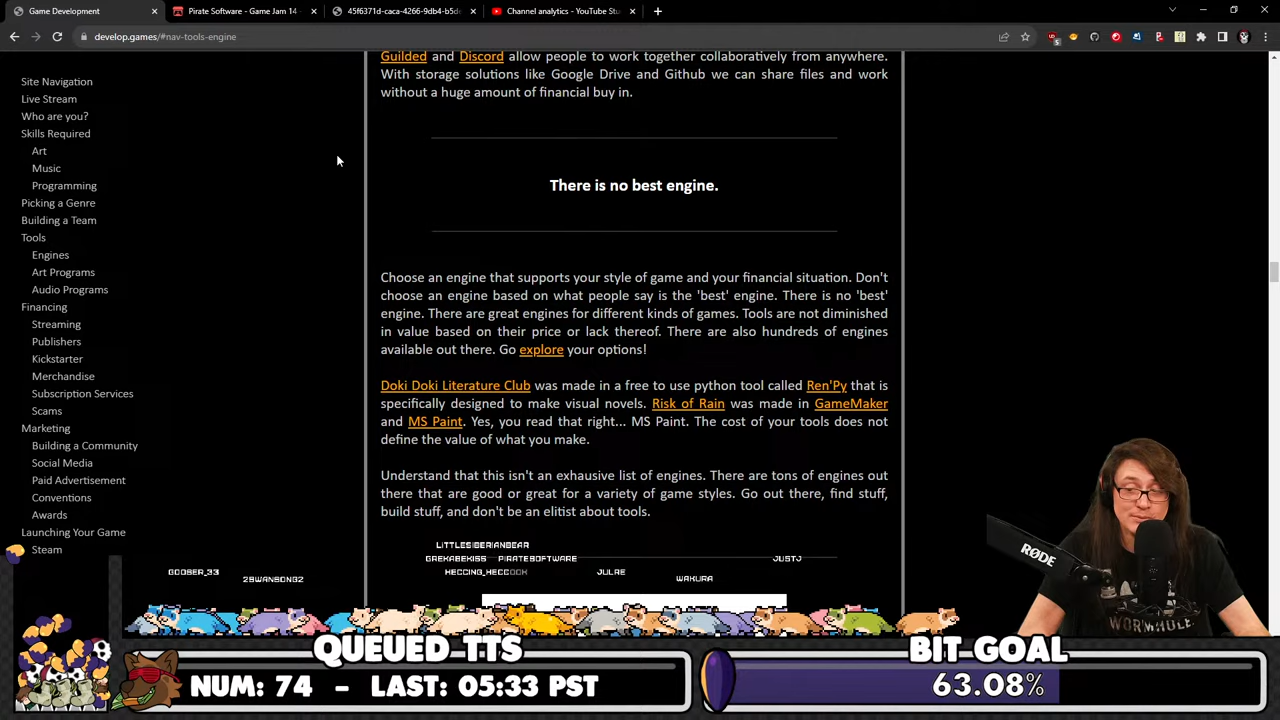 Game Development
Pirate Software - Game Jam 14 -
45f6371d-caca-4266-9db4-b5de
Channel analytics - YouTube Stu
develop.games/#nav-tools-engine
Site Navigation
Live Stream
Who are you?
Skills Required
Art
Music
Programming
Picking a Genre
Building a Team
Tools
Engines
Art Programs
Audio Programs
Financing
Streaming
Publishers
Kickstarter
Merchandise
Subscription Services
Scams
Marketing
Building a Community
Social Media
Paid Advertisement
Conventions
Awards
Launching Your Game
Steam
Guilded and Discord allow people to work together collaboratively from anywhere.
With storage solutions like Google Drive and Github we can share files and work
without a huge amount of financial buy in.
There is no best engine.
Choose an engine that supports your style of game and your financial situation. Don't
choose an engine based on what people say is the 'best' engine. There is no 'best'
engine. There are great engines for different kinds of games. Tools are not diminished
in value based on their price or lack thereof. There are also hundreds of engines
available out there. Go explore your options!
Doki Doki Literature Club was made in a free to use python tool called Ren'Py that is
specifically designed to make visual novels. Risk of Rain was made in GameMaker
and MS Paint. Yes, you read that right... MS Paint. The cost of your tools does not
define the value of what you make.
Understand that this isn't an exhausive list of engines. There are tons of engines out
there that are good or great for a variety of game styles. Go out there, find stuff,
build stuff, and don't be an elitist about tools.
LITTLESIBERIANBEAR
GREKABEKISS PIRATESOFTWARE JUSTJ
GOOBER_33 HECCING_HECCOOK JULRE
2SWANSONG2 WAKURA
RØDE
WORMHOLE
QUEUED TTS
NUM: 74 - LAST: 05:33 PST
BIT GOAL
63.08%